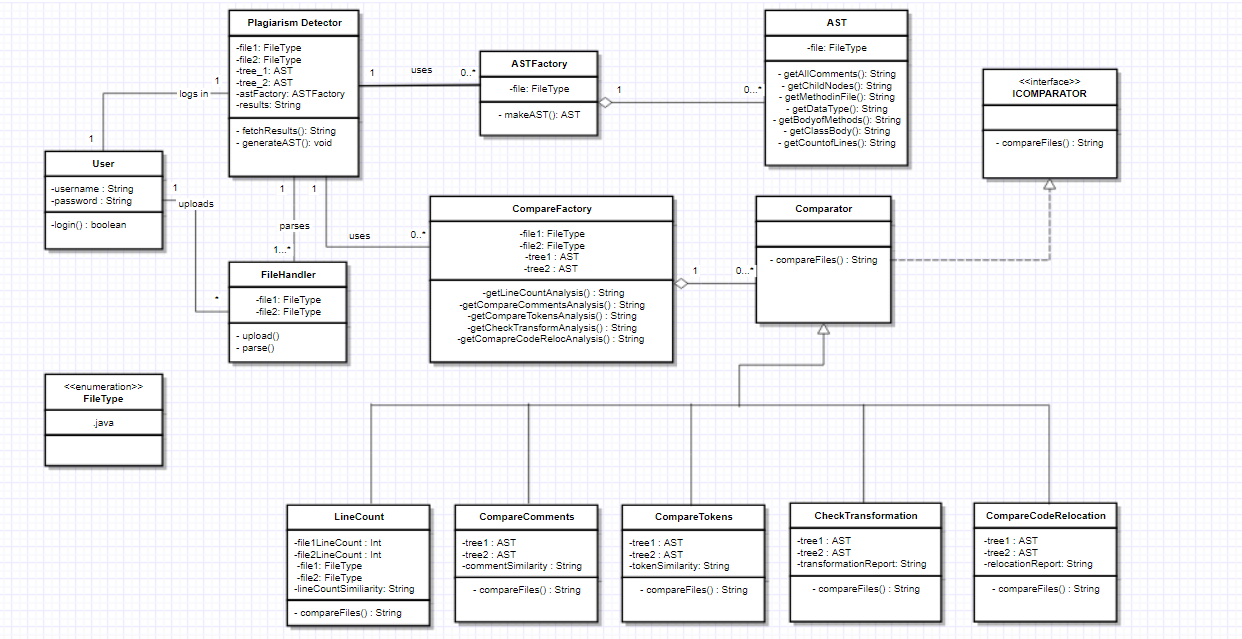 Plagiarism Detector
-file1: FileType
-file2: FileType
-tree_1: AST
-tree_2: AST
-astFactory: ASTFactory
-results: String
- fetchResults(): String
- generateAST(): void
1
uses
0..*
ASTFactory
-file: FileType
- makeAST(): AST
1
0...*
AST
-file: FileType
- getAllComments(): String
- getChildNodes(): String
- getMethodinFile(): String
- getDataType(): String
- getBodyofMethods(): String
- getClassBody(): String
- getCountofLines(): String
<<interface>>
ICOMPARATOR
- compareFiles() : String
1
logs in
1
User
-username : String
-password : String
-login() : boolean
1
uploads
*
1
parses
1...*
1
uses
0..*
FileHandler
-file1: FileType
-file2: FileType
- upload()
- parse()
CompareFactory
-file1: FileType
-file2: FileType
-tree1 : AST
-tree2 : AST
-getLineCountAnalysis() : String
-getCompareCommentsAnalysis() : String
-getCompareTokensAnalysis() : String
-getCheckTransformAnalysis() : String
-getComapreCodeRelocAnalysis() : String
1
0...*
Comparator
- compareFiles() : String
<<enumeration>>
FileType
.java
LineCount
-file1LineCount : Int
-file2LineCount : Int
-file1: FileType
-file2: FileType
-lineCountSimiliarity: String
- compareFiles() : String
CompareComments
-tree1 : AST
-tree2 : AST
-commentSimilarity : String
- compareFiles() : String
CompareTokens
-tree1 : AST
-tree2 : AST
-tokenSimilarity: String
- compareFiles() : String
CheckTransformation
-tree1 : AST
-tree2 : AST
-transformationReport: String
- compareFiles() : String
CompareCodeRelocation
-tree1 : AST
-tree2 : AST
-relocationReport: String
- compareFiles() : String